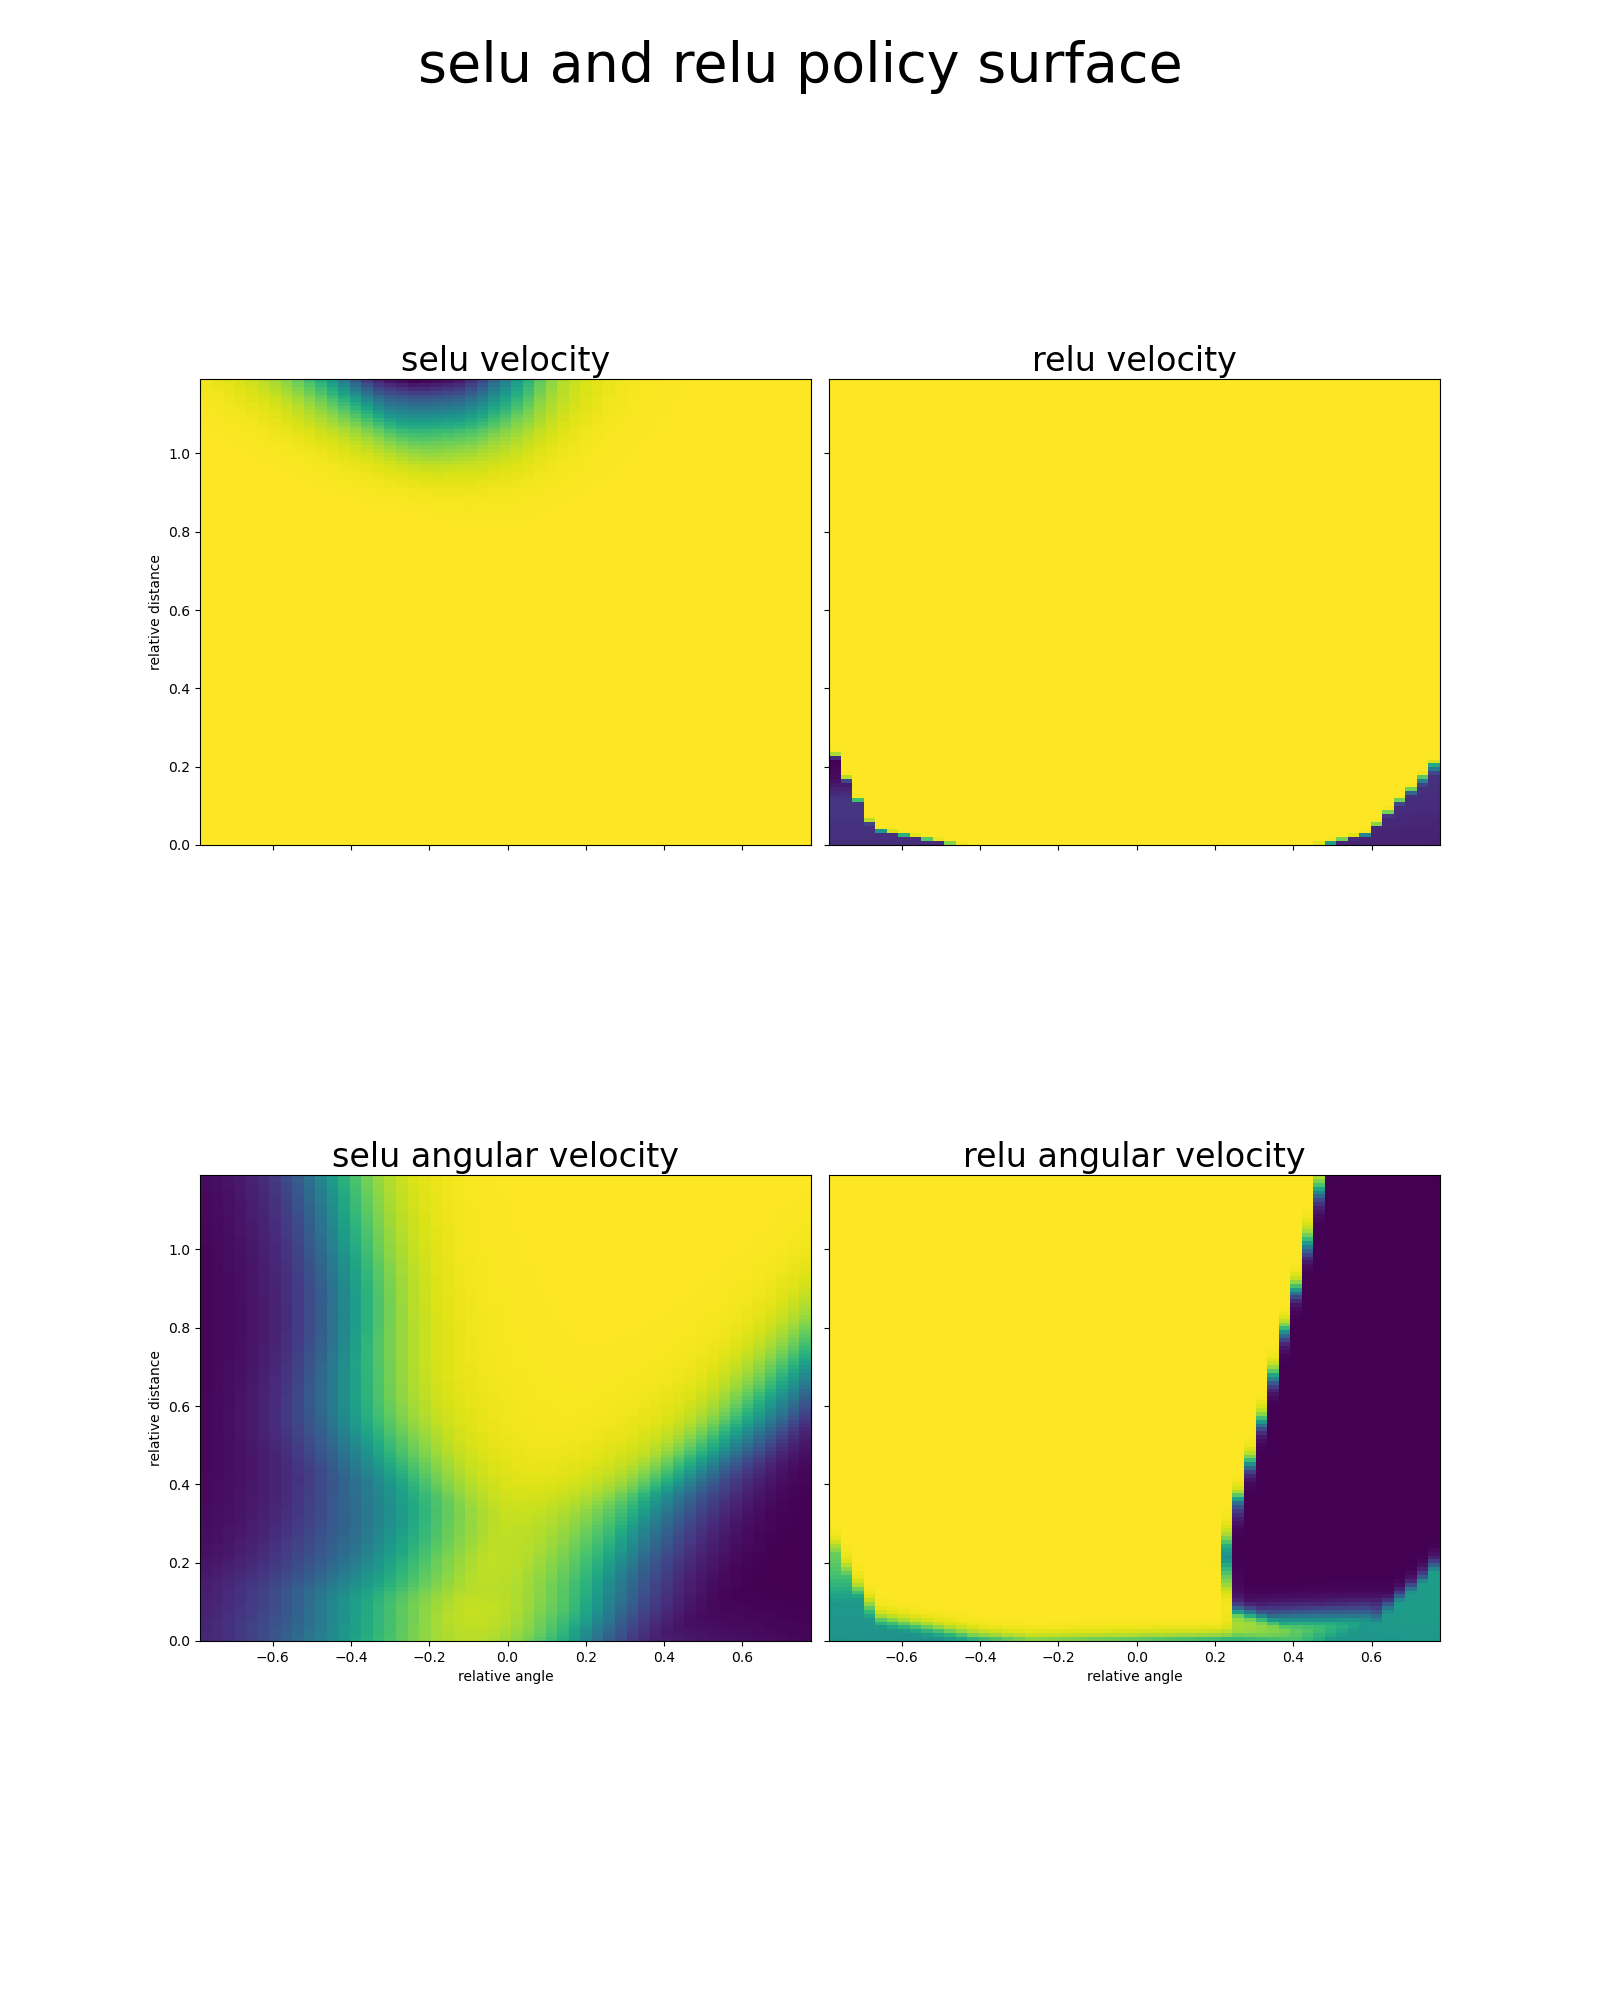 selu and relu policy surface
selu velocity
relu velocity
relative distance
1.0
0.8
0.6
0.4
0.2
0.0
selu angular velocity
relu angular velocity
relative distance
1.0
0.8
0.6
0.4
0.2
0.0
−0.6 −0.4 −0.2 0.0 0.2 0.4 0.6
relative angle
−0.6 −0.4 −0.2 0.0 0.2 0.4 0.6
relative angle